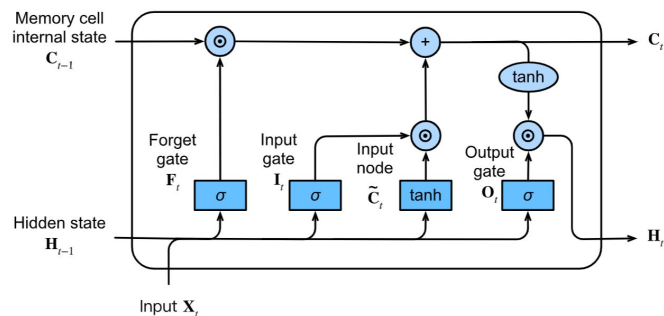 Memory cell
internal state
C_{t−1}
C_t
+
tanh
Forget
gate
F_t
Input
gate
I_t
Input
node
C̃_t
Output
gate
O_t
σ
σ
tanh
σ
Hidden state
H_{t−1}
H_t
Input X_t